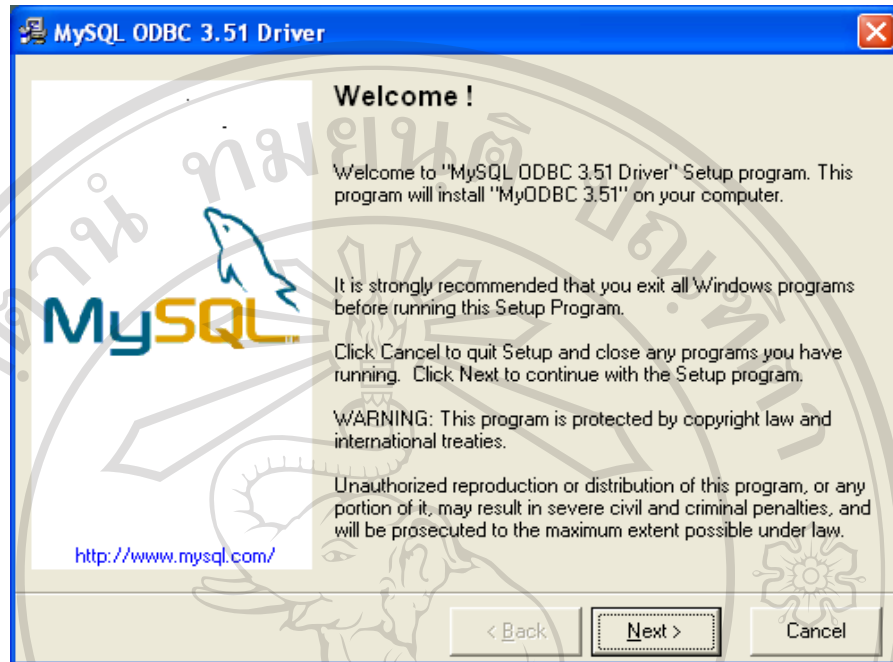 MySQL ODBC 3.51 Driver
Welcome !
Welcome to "MySQL ODBC 3.51 Driver" Setup program. This
program will install "MyODBC 3.51" on your computer.
It is strongly recommended that you exit all Windows programs
before running this Setup Program.
Click Cancel to quit Setup and close any programs you have
running. Click Next to continue with the Setup program.
WARNING: This program is protected by copyright law and
international treaties.
Unauthorized reproduction or distribution of this program, or any
portion of it, may result in severe civil and criminal penalties, and
will be prosecuted to the maximum extent possible under law.
MySQL
http://www.mysql.com/
< Back
Next >
Cancel